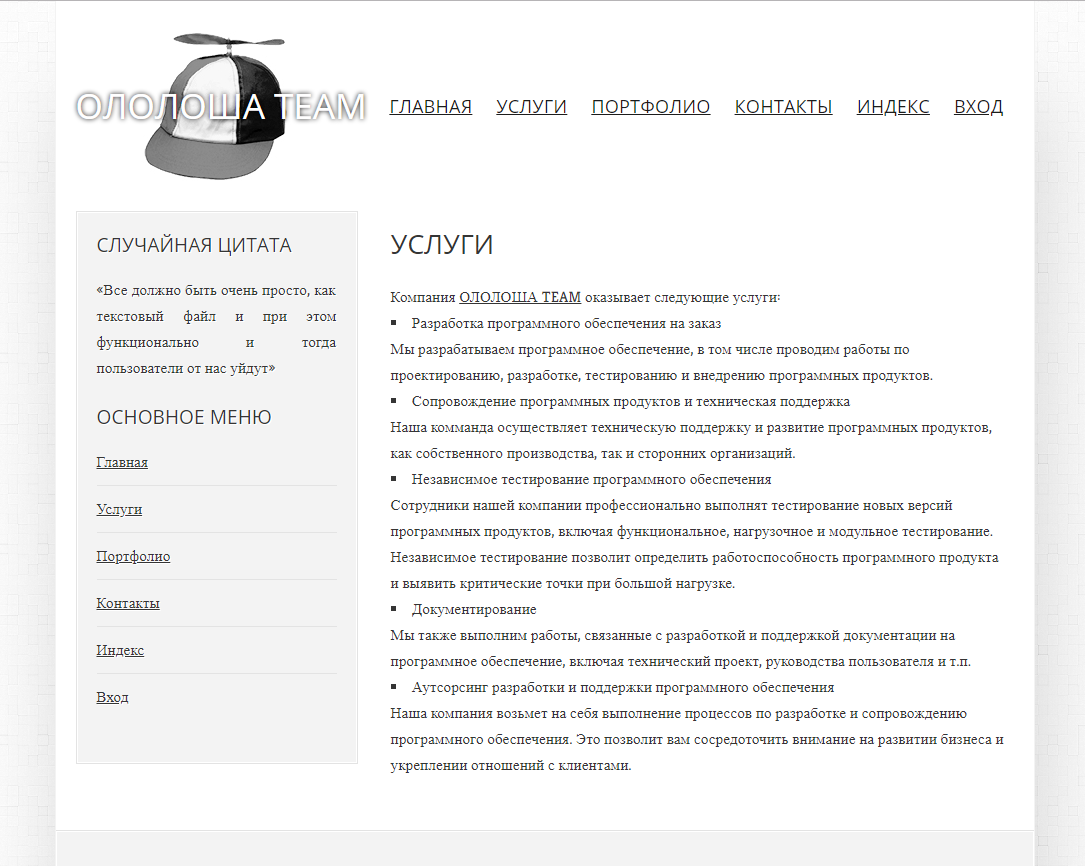 ОЛОЛОША TEAM
ГЛАВНАЯ УСЛУГИ ПОРТФОЛИО КОНТАКТЫ ИНДЕКС ВХОД
СЛУЧАЙНАЯ ЦИТАТА
«Все должно быть очень просто, как
текстовый файл и при этом
функционально и тогда
пользователи от нас уйдут»
ОСНОВНОЕ МЕНЮ
Главная
Услуги
Портфолио
Контакты
Индекс
Вход
УСЛУГИ
Компания ОЛОЛОША TEAM оказывает следующие услуги:
▪ Разработка программного обеспечения на заказ
Мы разрабатываем программное обеспечение, в том числе проводим работы по
проектированию, разработке, тестированию и внедрению программных продуктов.
▪ Сопровождение программных продуктов и техническая поддержка
Наша комманда осуществляет техническую поддержку и развитие программных продуктов,
как собственного производства, так и сторонних организаций.
▪ Независимое тестирование программного обеспечения
Сотрудники нашей компании профессионально выполнят тестирование новых версий
программных продуктов, включая функциональное, нагрузочное и модульное тестирование.
Независимое тестирование позволит определить работоспособность программного продукта
и выявить критические точки при большой нагрузке.
▪ Документирование
Мы также выполним работы, связанные с разработкой и поддержкой документации на
программное обеспечение, включая технический проект, руководства пользователя и т.п.
▪ Аутсорсинг разработки и поддержки программного обеспечения
Наша компания возьмет на себя выполнение процессов по разработке и сопровождению
программного обеспечения. Это позволит вам сосредоточить внимание на развитии бизнеса и
укреплении отношений с клиентами.